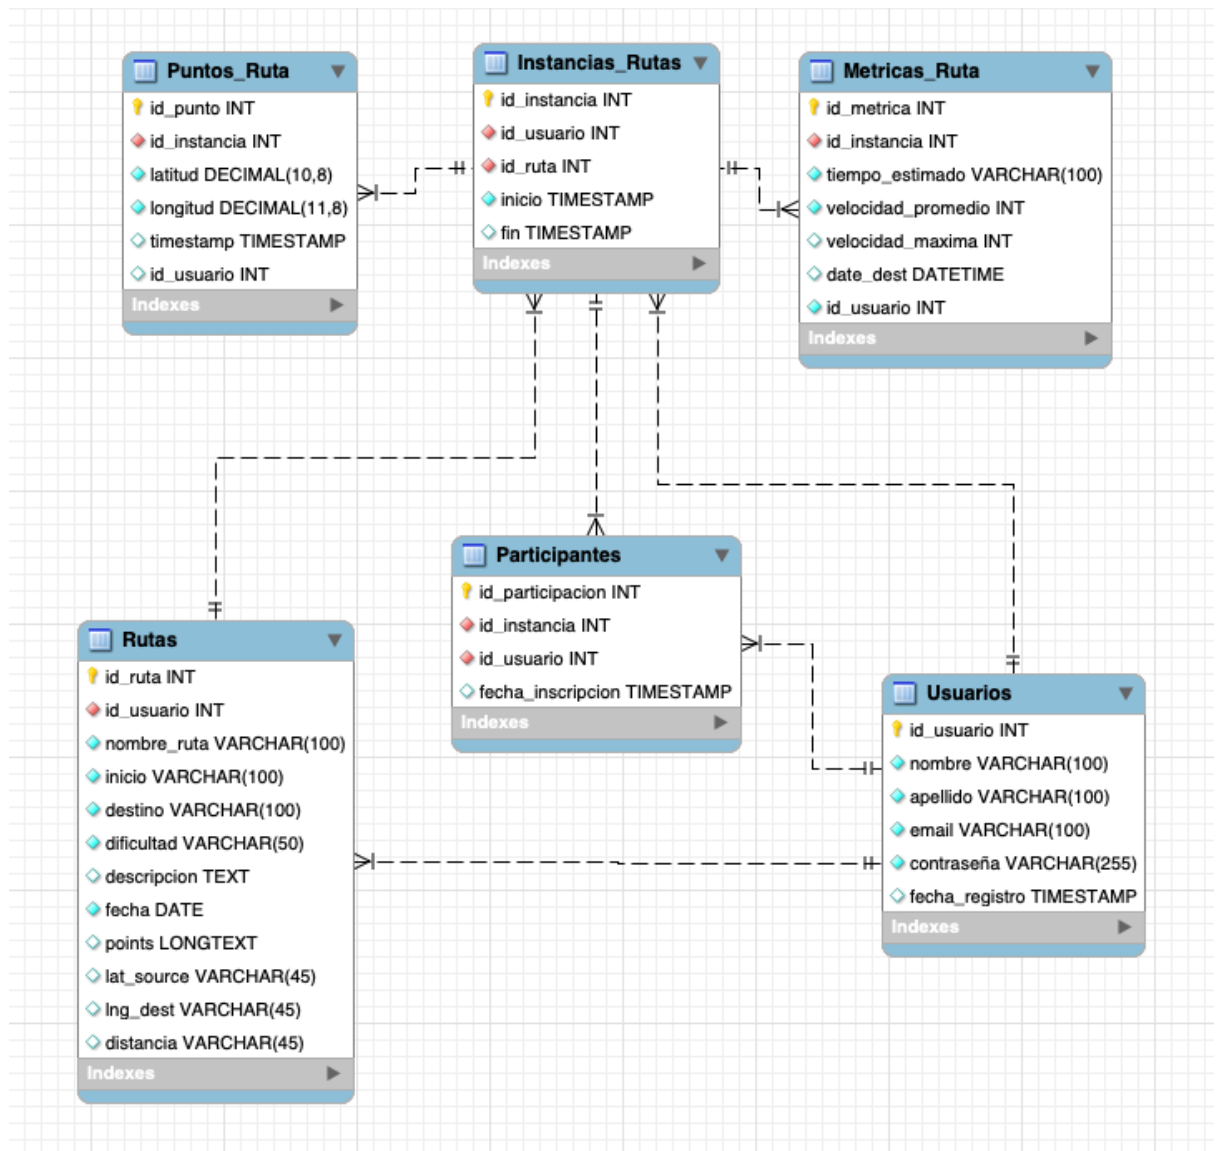 Puntos_Ruta
id_punto INT
id_instancia INT
latitud DECIMAL(10,8)
longitud DECIMAL(11,8)
timestamp TIMESTAMP
id_usuario INT
Indexes
Instancias_Rutas
id_instancia INT
id_usuario INT
id_ruta INT
inicio TIMESTAMP
fin TIMESTAMP
Indexes
Metricas_Ruta
id_metrica INT
id_instancia INT
tiempo_estimado VARCHAR(100)
velocidad_promedio INT
velocidad_maxima INT
date_dest DATETIME
id_usuario INT
Indexes
Participantes
id_participacion INT
id_instancia INT
id_usuario INT
fecha_inscripcion TIMESTAMP
Indexes
Rutas
id_ruta INT
id_usuario INT
nombre_ruta VARCHAR(100)
inicio VARCHAR(100)
destino VARCHAR(100)
dificultad VARCHAR(50)
descripcion TEXT
fecha DATE
points LONGTEXT
lat_source VARCHAR(45)
lng_dest VARCHAR(45)
distancia VARCHAR(45)
Indexes
Usuarios
id_usuario INT
nombre VARCHAR(100)
apellido VARCHAR(100)
email VARCHAR(100)
contraseña VARCHAR(255)
fecha_registro TIMESTAMP
Indexes